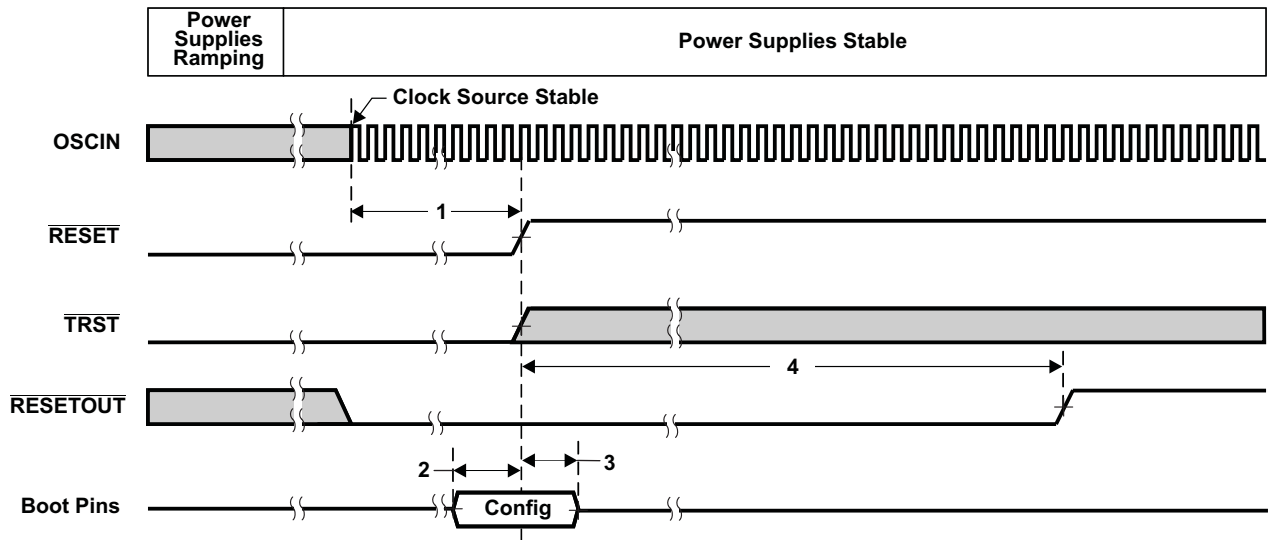 Power
Supplies
Ramping
Power Supplies Stable
Clock Source Stable
OSCIN
1
RESET
TRST
4
RESETOUT
2
3
Boot Pins
Config